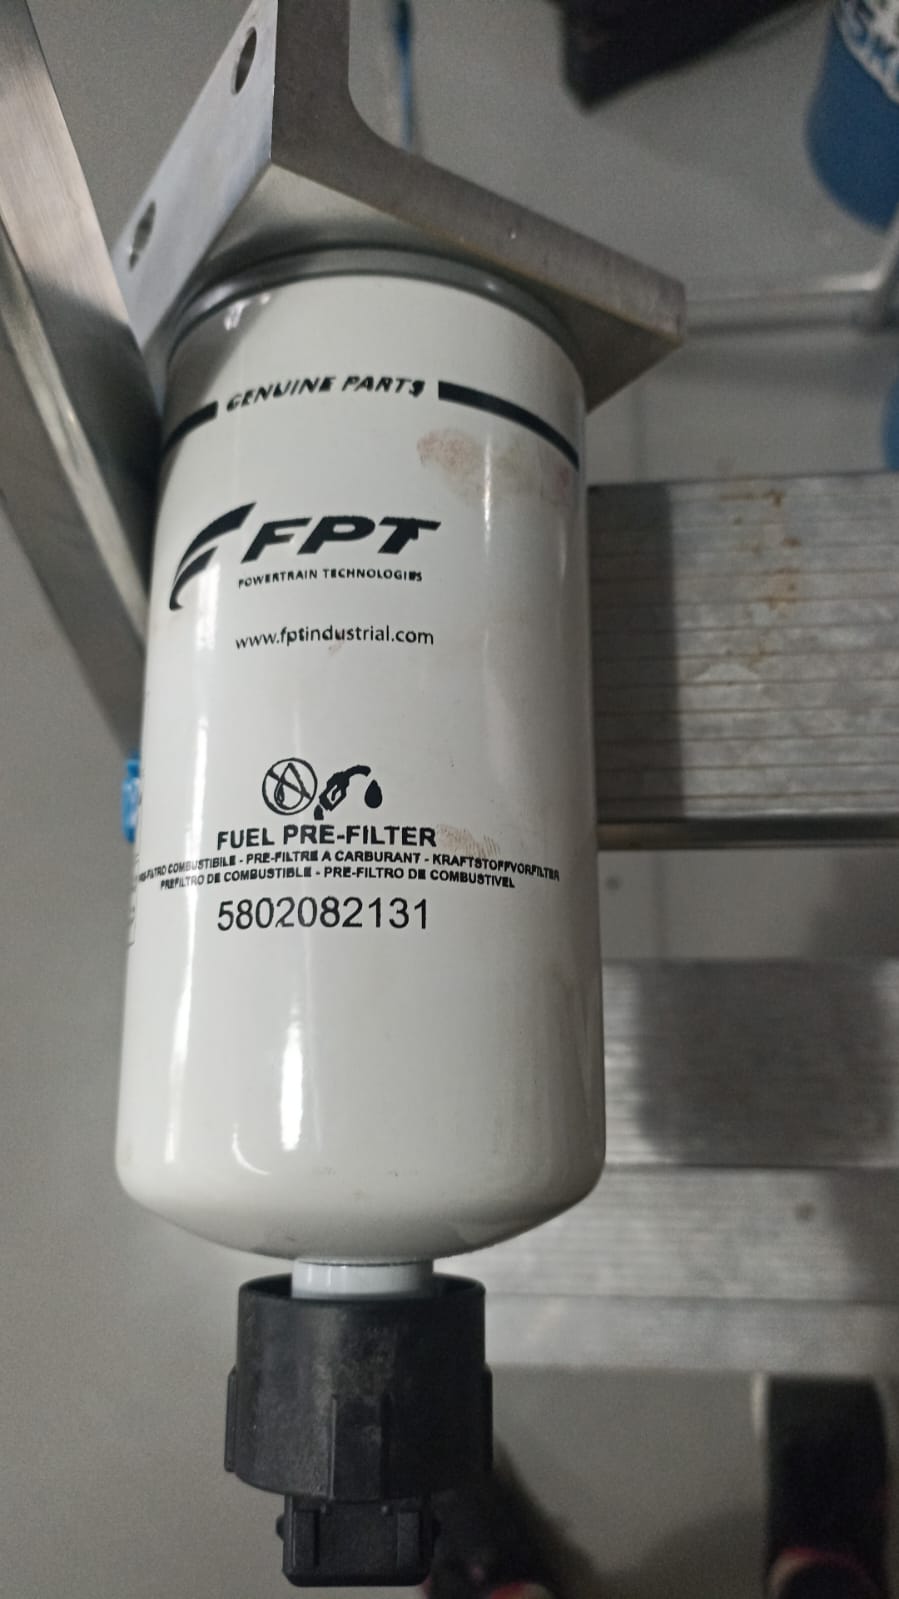 GENUINE PARTS
FPT
POWERTRAIN TECHNOLOGIES
www.fptindustrial.com
FUEL PRE-FILTER
COMBUSTIBILE - PRE-FILTRE A CARBURANT - KRAFTSTOFFVORFILTER
PREFILTRO DE COMBUSTIBLE - PRE-FILTRO DE COMBUSTIVEL
5802082131